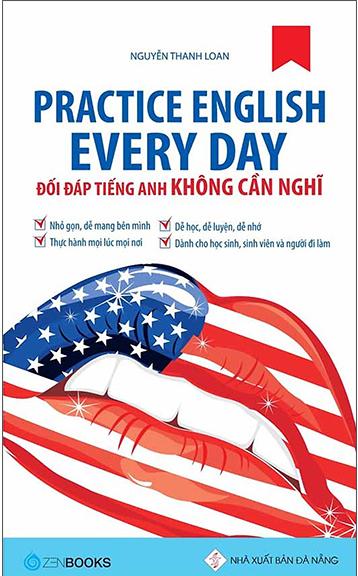 NGUYỄN THANH LOAN
PRACTICE ENGLISH
EVERY DAY
ĐỐI ĐÁP TIẾNG ANH KHÔNG CẦN NGHĨ
Nhỏ gọn, dễ mang bên mình
Dễ học, dễ luyện, dễ nhớ
Thực hành mọi lúc mọi nơi
Dành cho học sinh, sinh viên và người đi làm
ZENBOOKS
NHÀ XUẤT BẢN ĐÀ NẴNG